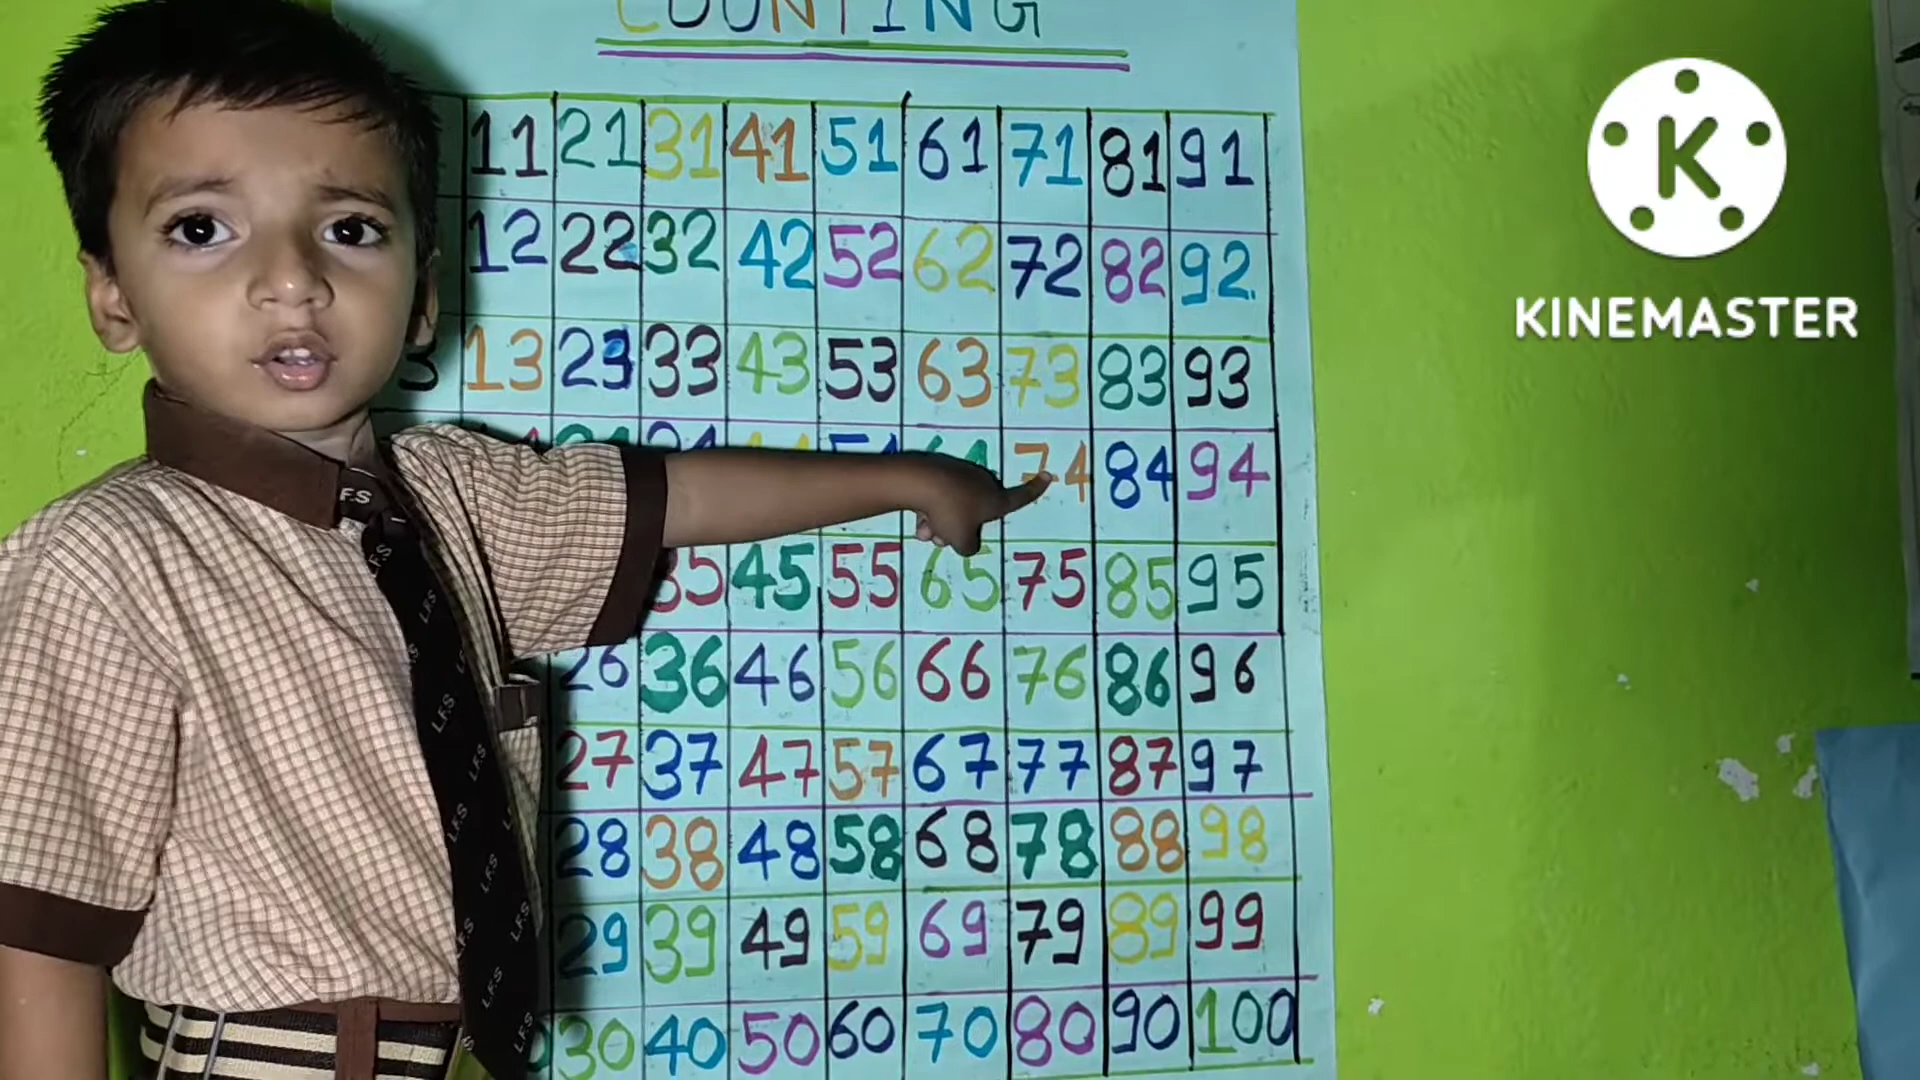 COUNTING
11 21 31 41 51 61 71 81 91
12 22 32 42 52 62 72 82 92
3 13 23 33 43 53 63 73 83 93
74 84 94
35 45 55 65 75 85 95
26 36 46 56 66 76 86 96
27 37 47 57 67 77 87 97
28 38 48 58 68 78 88 98
29 39 49 59 69 79 89 99
30 40 50 60 70 80 90 100
K
KINEMASTER
F.S
L.F.S
L.F.S
L.F.S
L.F.S
L.F.S
L.F.S
L.F.S
L.F.S
L.F.S
L.F.S